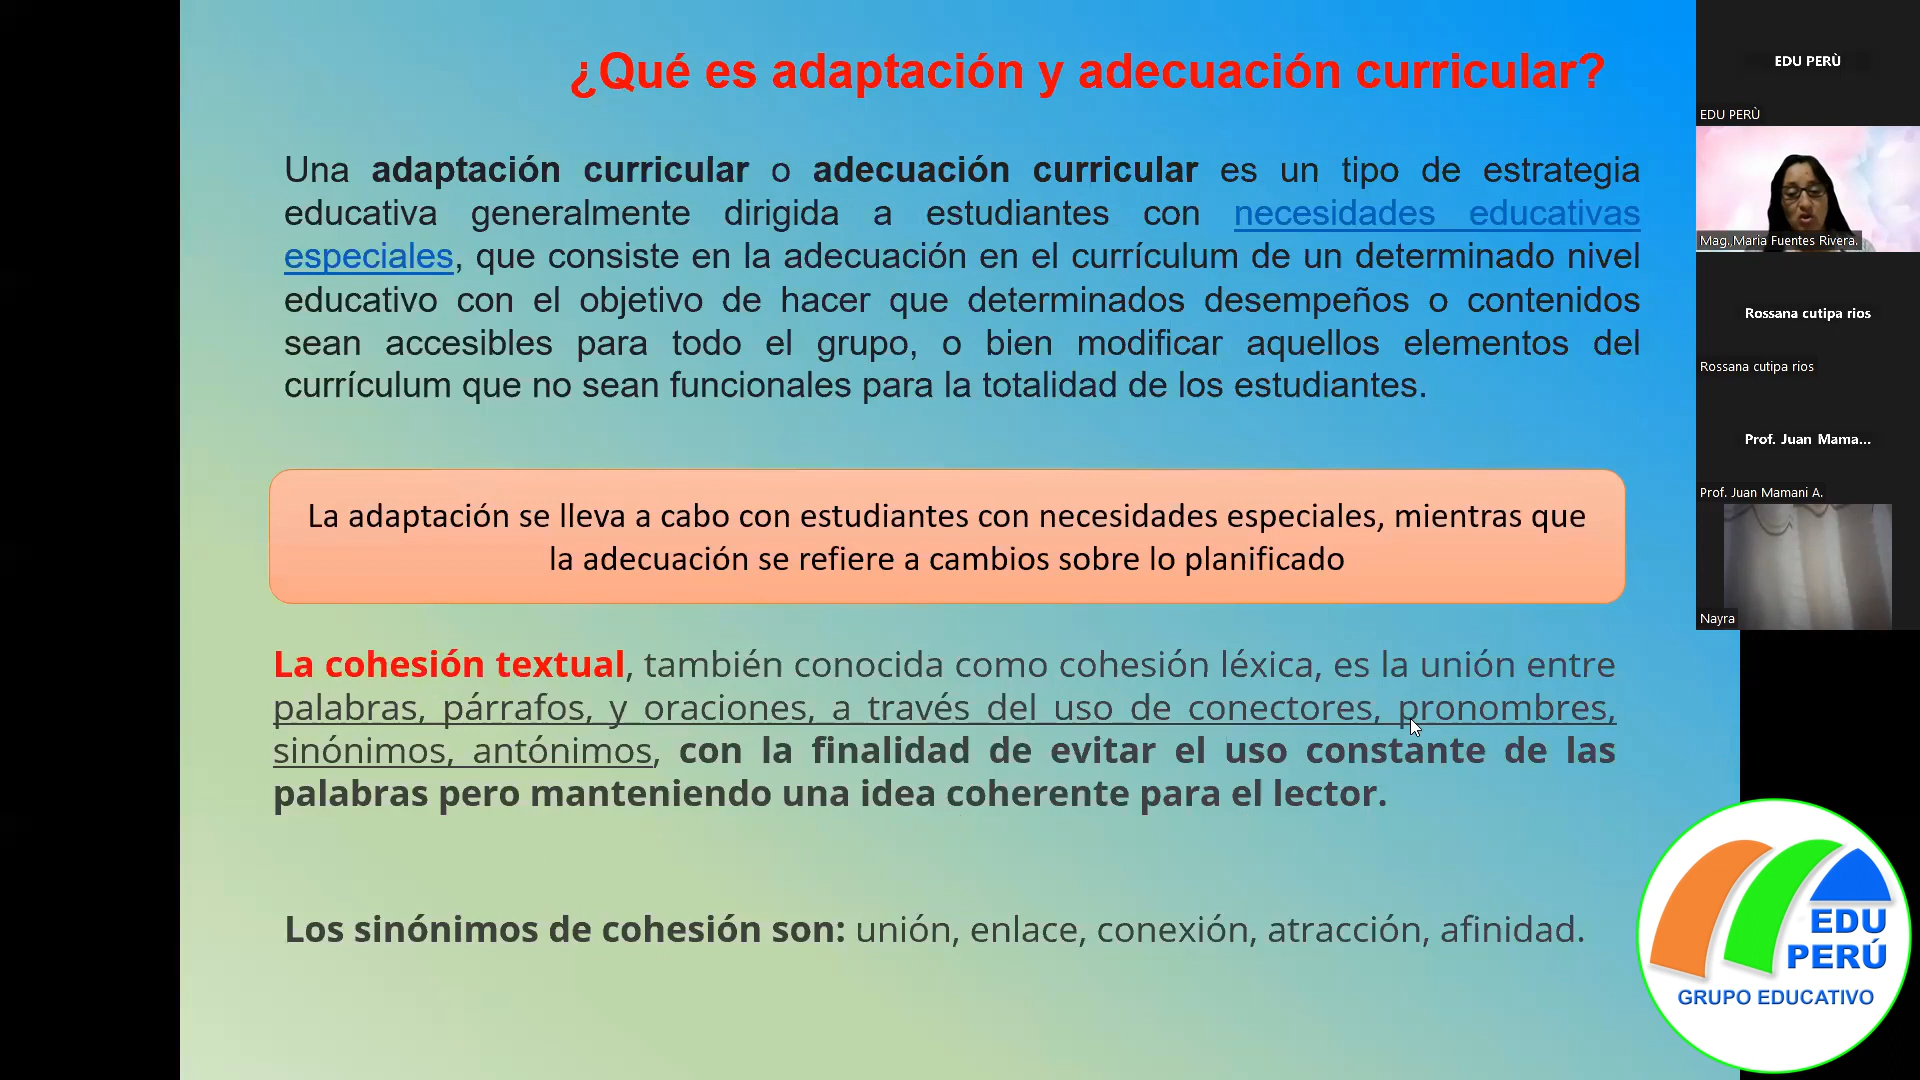 ¿Qué es adaptación y adecuación curricular?
Una adaptación curricular o adecuación curricular es un tipo de estrategia
educativa generalmente dirigida a estudiantes con necesidades educativas
especiales, que consiste en la adecuación en el currículum de un determinado nivel
educativo con el objetivo de hacer que determinados desempeños o contenidos
sean accesibles para todo el grupo, o bien modificar aquellos elementos del
currículum que no sean funcionales para la totalidad de los estudiantes.
La adaptación se lleva a cabo con estudiantes con necesidades especiales, mientras que
la adecuación se refiere a cambios sobre lo planificado
La cohesión textual, también conocida como cohesión léxica, es la unión entre
palabras, párrafos, y oraciones, a través del uso de conectores, pronombres,
sinónimos, antónimos, con la finalidad de evitar el uso constante de las
palabras pero manteniendo una idea coherente para el lector.
Los sinónimos de cohesión son: unión, enlace, conexión, atracción, afinidad.
EDU PERÙ
EDU PERÙ
Mag. Maria Fuentes Rivera.
Rossana cutipa rios
Rossana cutipa rios
Prof. Juan Mama...
Prof. Juan Mamani A.
Nayra
EDU
PERÚ
GRUPO EDUCATIVO